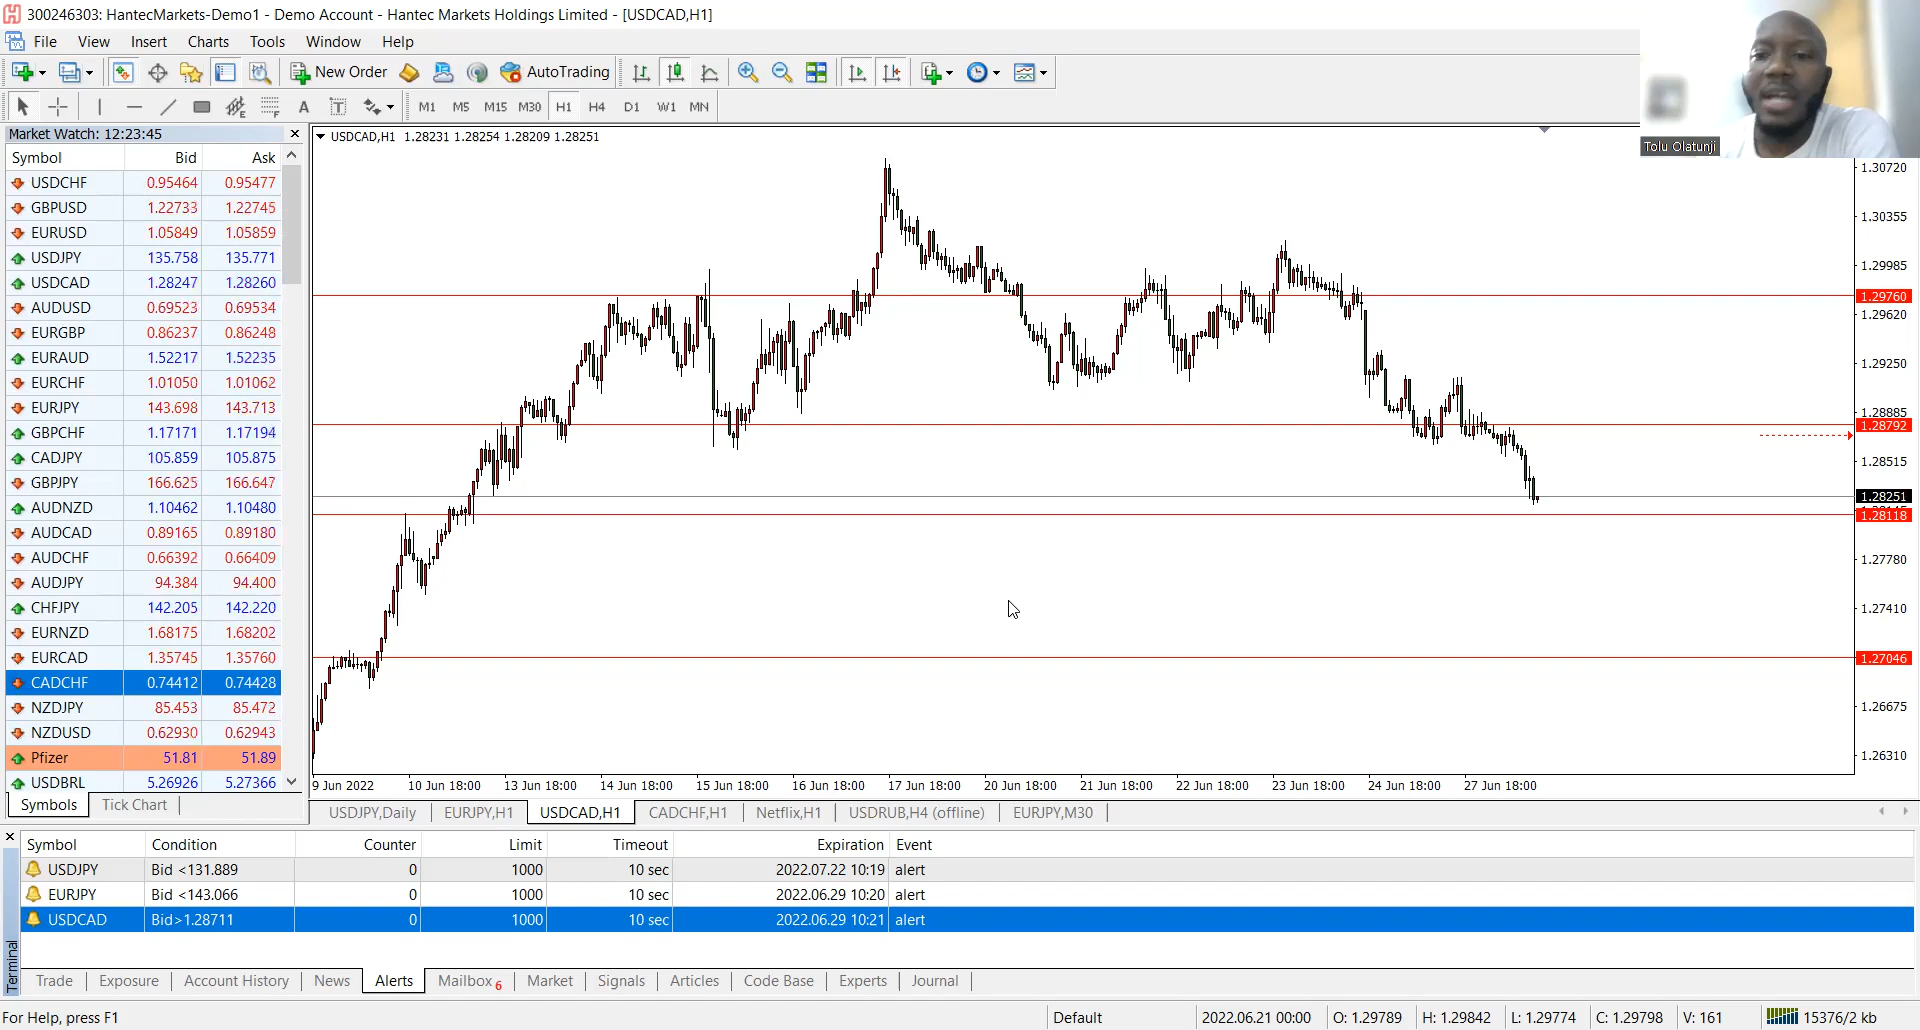 300246303: HantecMarkets-Demo1 - Demo Account - Hantec Markets Holdings Limited - [USDCAD,H1]
File View Insert Charts Tools Window Help
New Order AutoTrading
A T M1 M5 M15 M30 H1 H4 D1 W1 MN
Tolu Olatunji
Market Watch: 12:23:45
Symbol Bid Ask
USDCHF 0.95464 0.95477
GBPUSD 1.22733 1.22745
EURUSD 1.05849 1.05859
USDJPY 135.758 135.771
USDCAD 1.28247 1.28260
AUDUSD 0.69523 0.69534
EURGBP 0.86237 0.86248
EURAUD 1.52217 1.52235
EURCHF 1.01050 1.01062
EURJPY 143.698 143.713
GBPCHF 1.17171 1.17194
CADJPY 105.859 105.875
GBPJPY 166.625 166.647
AUDNZD 1.10462 1.10480
AUDCAD 0.89165 0.89180
AUDCHF 0.66392 0.66409
AUDJPY 94.384 94.400
CHFJPY 142.205 142.220
EURNZD 1.68175 1.68202
EURCAD 1.35745 1.35760
CADCHF 0.74412 0.74428
NZDJPY 85.453 85.472
NZDUSD 0.62930 0.62943
Pfizer 51.81 51.89
USDBRL 5.26926 5.27366
Symbols Tick Chart
USDCAD,H1 1.28231 1.28254 1.28209 1.28251
1.30720
1.30355
1.29985
1.29760
1.29620
1.29250
1.28885
1.28792
1.28515
1.28251
1.28118
1.27780
1.27410
1.27046
1.26675
1.26310
9 Jun 2022 10 Jun 18:00 13 Jun 18:00 14 Jun 18:00 15 Jun 18:00 16 Jun 18:00 17 Jun 18:00 20 Jun 18:00 21 Jun 18:00 22 Jun 18:00 23 Jun 18:00 24 Jun 18:00 27 Jun 18:00
USDJPY,Daily EURJPY,H1 USDCAD,H1 CADCHF,H1 Netflix,H1 USDRUB,H4 (offline) EURJPY,M30
Symbol Condition Counter Limit Timeout Expiration Event
USDJPY Bid <131.889 0 1000 10 sec 2022.07.22 10:19 alert
EURJPY Bid <143.066 0 1000 10 sec 2022.06.29 10:20 alert
USDCAD Bid>1.28711 0 1000 10 sec 2022.06.29 10:21 alert
Terminal
Trade Exposure Account History News Alerts Mailbox 6 Market Signals Articles Code Base Experts Journal
For Help, press F1 Default 2022.06.21 00:00 O: 1.29789 H: 1.29842 L: 1.29774 C: 1.29798 V: 161 15376/2 kb